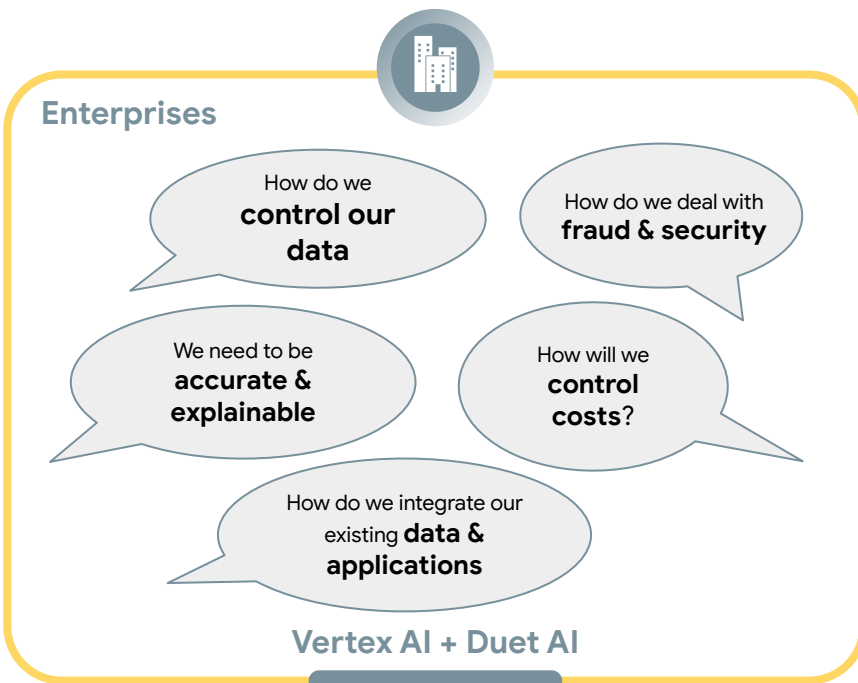 Enterprises
How do we
control our
data
How do we deal with
fraud & security
We need to be
accurate &
explainable
How will we
control
costs?
How do we integrate our
existing data &
applications
Vertex AI + Duet AI